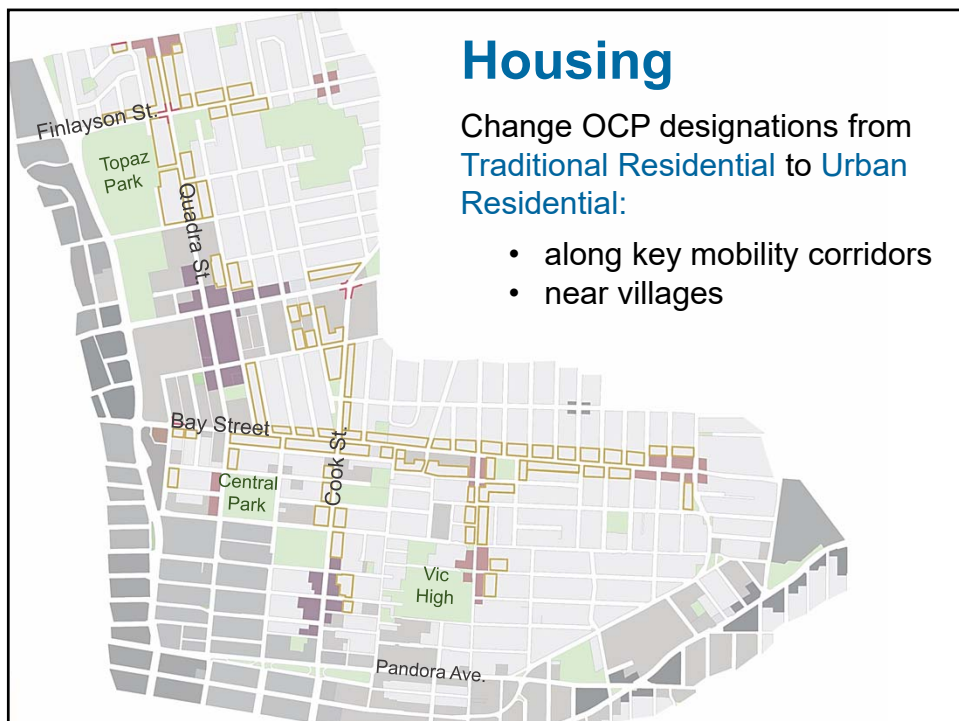 Housing
Change OCP designations from
Traditional Residential to Urban
Residential:
• along key mobility corridors
• near villages
Finlayson St.
Topaz
Park
Quadra St.
Bay Street
Cook St.
Central
Park
Vic
High
Pandora Ave.